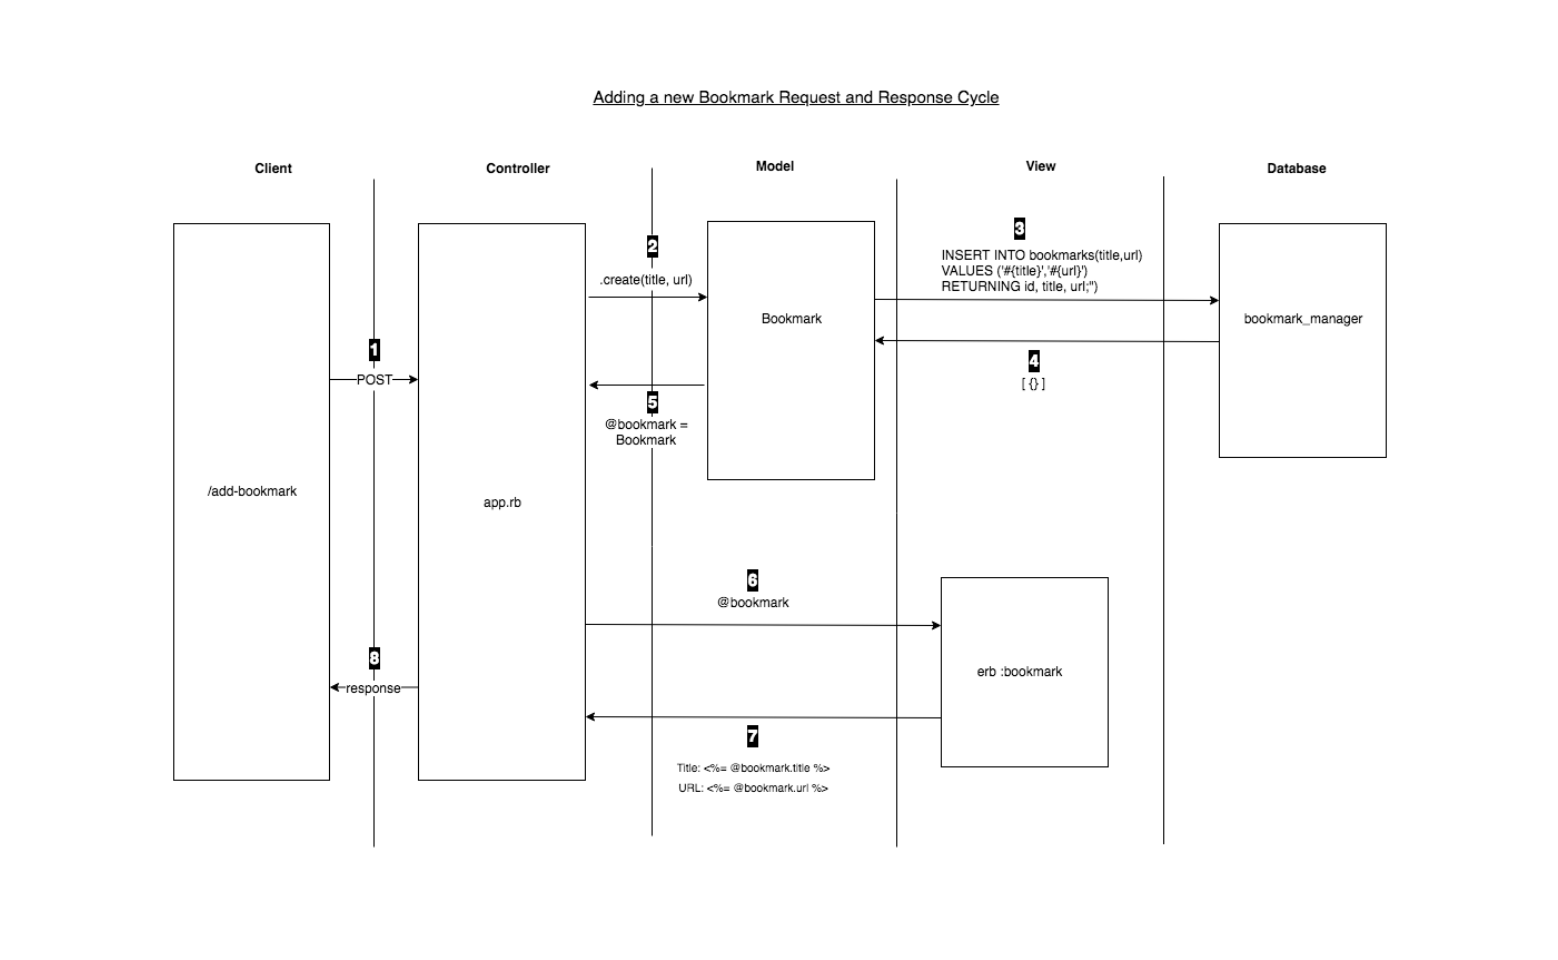 Adding a new Bookmark Request and Response Cycle
Client
Controller
Model
View
Database
1
POST
2
.create(title, url)
3
INSERT INTO bookmarks(title,url)
VALUES ('#{title}','#{url}')
RETURNING id, title, url;")
4
[ {} ]
5
@bookmark =
Bookmark
Bookmark
bookmark_manager
/add-bookmark
app.rb
6
@bookmark
erb :bookmark
7
Title: <%= @bookmark.title %>
URL: <%= @bookmark.url %>
8
response